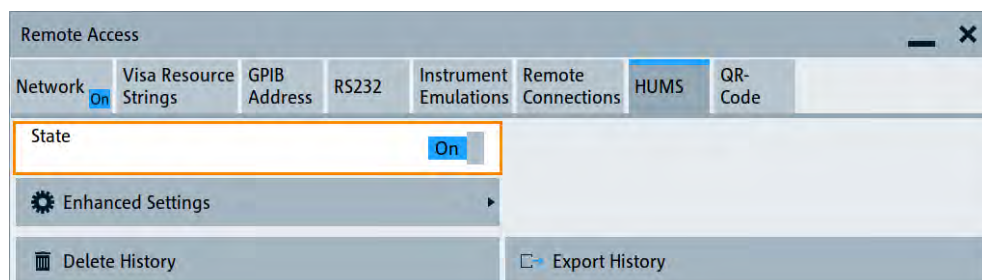 Remote Access
Network On
Visa Resource
Strings
GPIB
Address
RS232
Instrument
Emulations
Remote
Connections
HUMS
QR-
Code
State
On
Enhanced Settings
Delete History
Export History